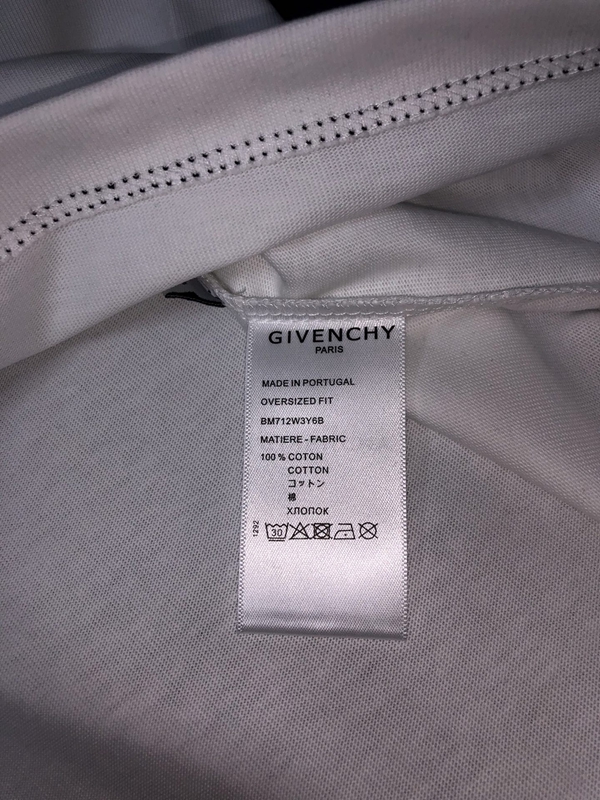 GIVENCHY
PARIS
MADE IN PORTUGAL
OVERSIZED FIT
BM712W3Y6B
MATIERE - FABRIC
100 % COTON
COTTON
コットン
棉
ХЛОПОК
1292
30